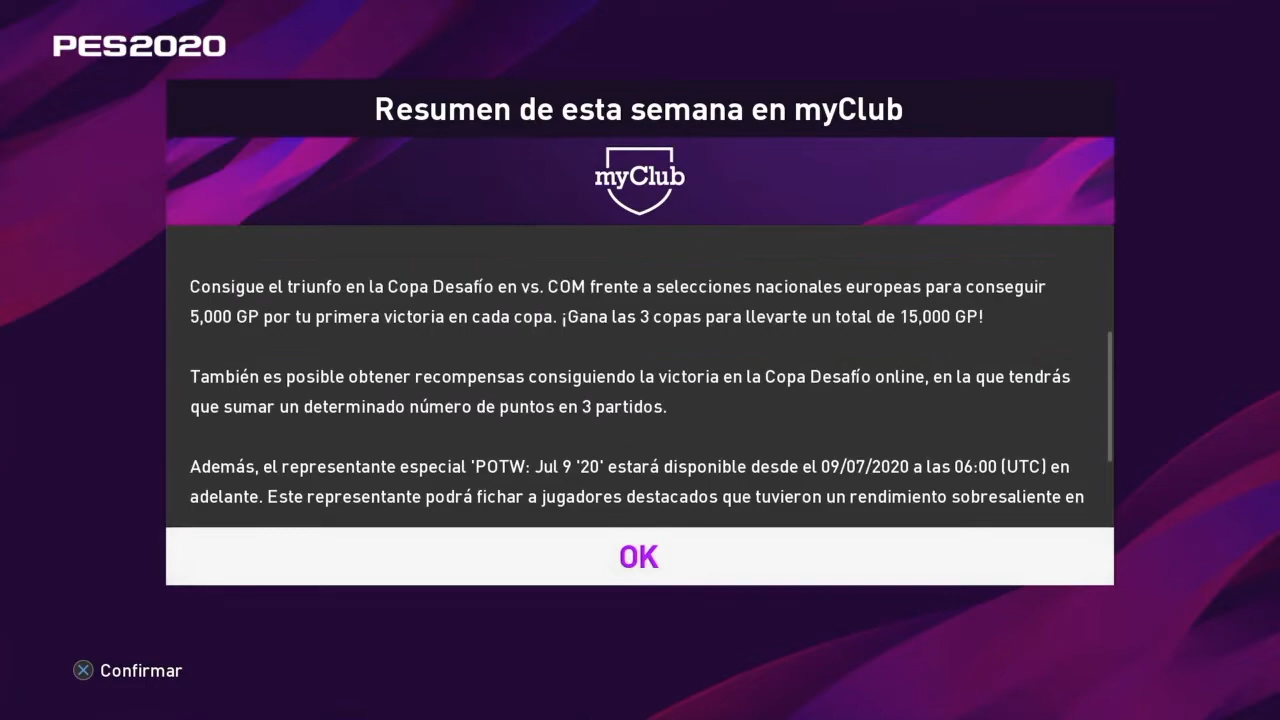 PES2020
Resumen de esta semana en myClub
myClub
Consigue el triunfo en la Copa Desafío en vs. COM frente a selecciones nacionales europeas para conseguir
5,000 GP por tu primera victoria en cada copa. ¡Gana las 3 copas para llevarte un total de 15,000 GP!
También es posible obtener recompensas consiguiendo la victoria en la Copa Desafío online, en la que tendrás
que sumar un determinado número de puntos en 3 partidos.
Además, el representante especial 'POTW: Jul 9 '20' estará disponible desde el 09/07/2020 a las 06:00 (UTC) en
adelante. Este representante podrá fichar a jugadores destacados que tuvieron un rendimiento sobresaliente en
OK
Confirmar